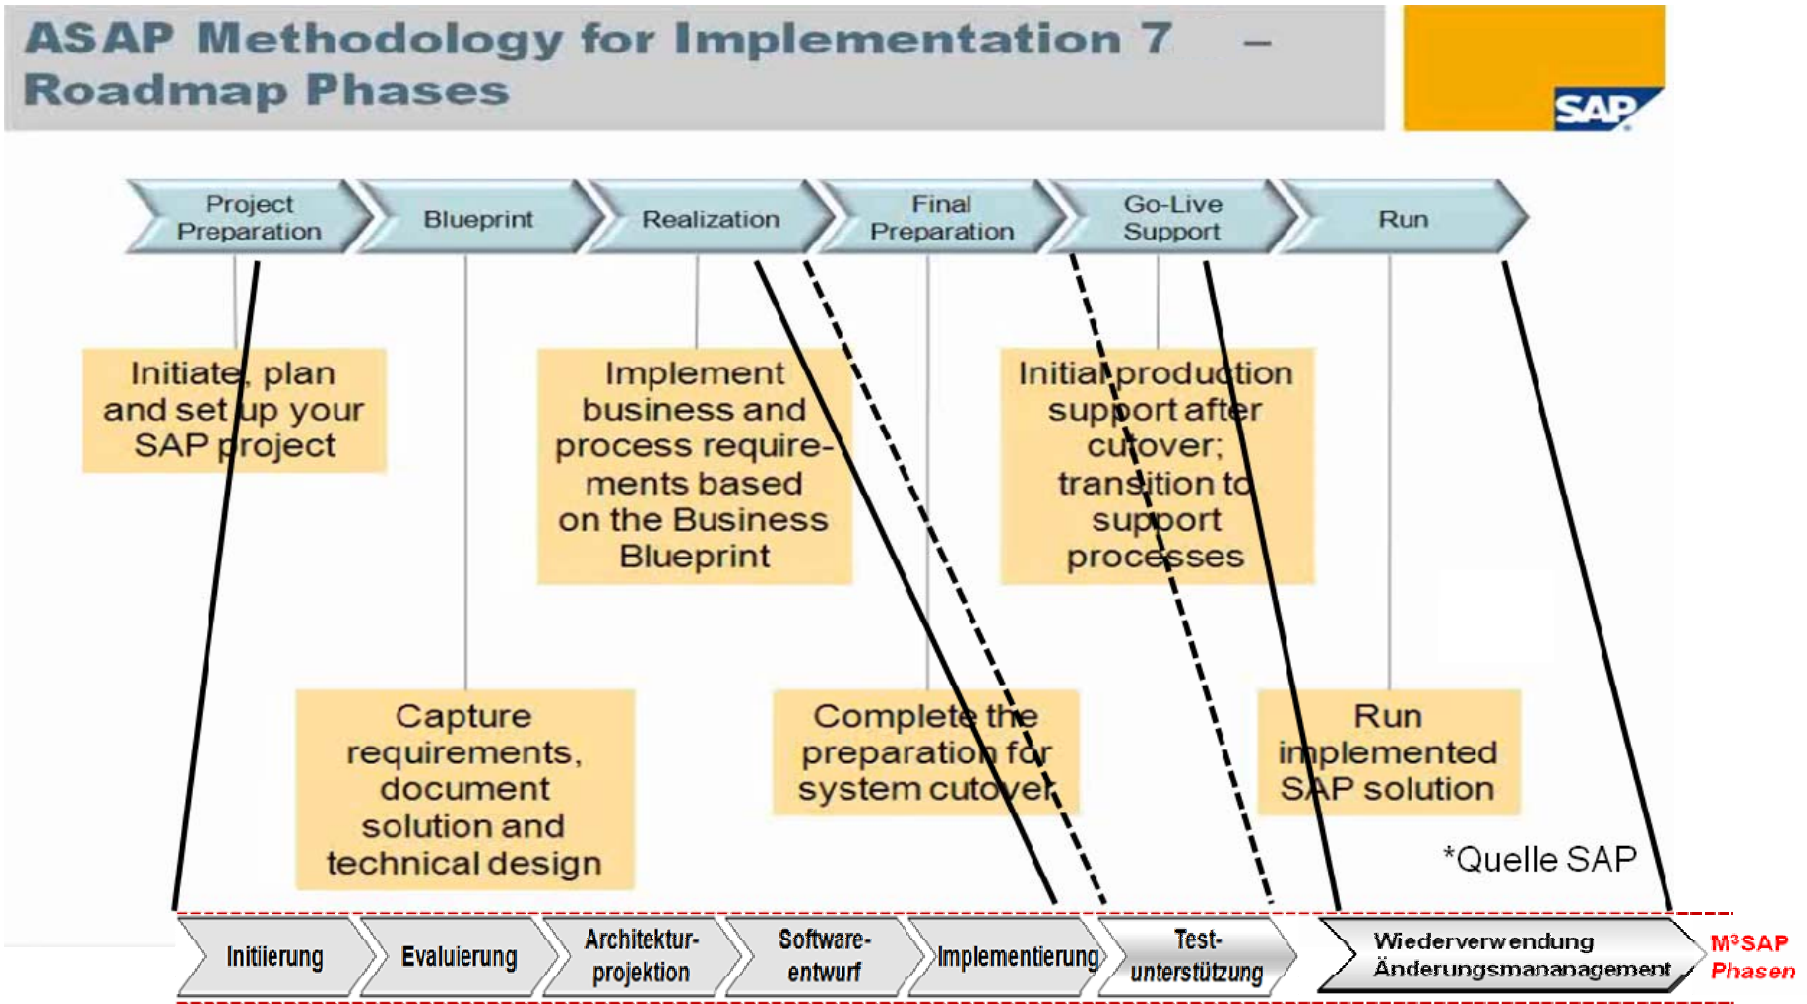 ASAP Methodology for Implementation 7 –
Roadmap Phases
SAP
Project
Preparation
Blueprint
Realization
Final
Preparation
Go-Live
Support
Run
Initiate, plan
and set up your
SAP project
Implement
business and
process require-
ments based
on the Business
Blueprint
Initial production
support after
cutover;
transition to
support
processes
Capture
requirements,
document
solution and
technical design
Complete the
preparation for
system cutover
Run
implemented
SAP solution
*Quelle SAP
Initiierung
Evaluierung
Architektur-
projektion
Software-
entwurf
Implementierung
Test-
unterstützung
Wiederverwendung
Änderungsmananagement
M³SAP
Phasen